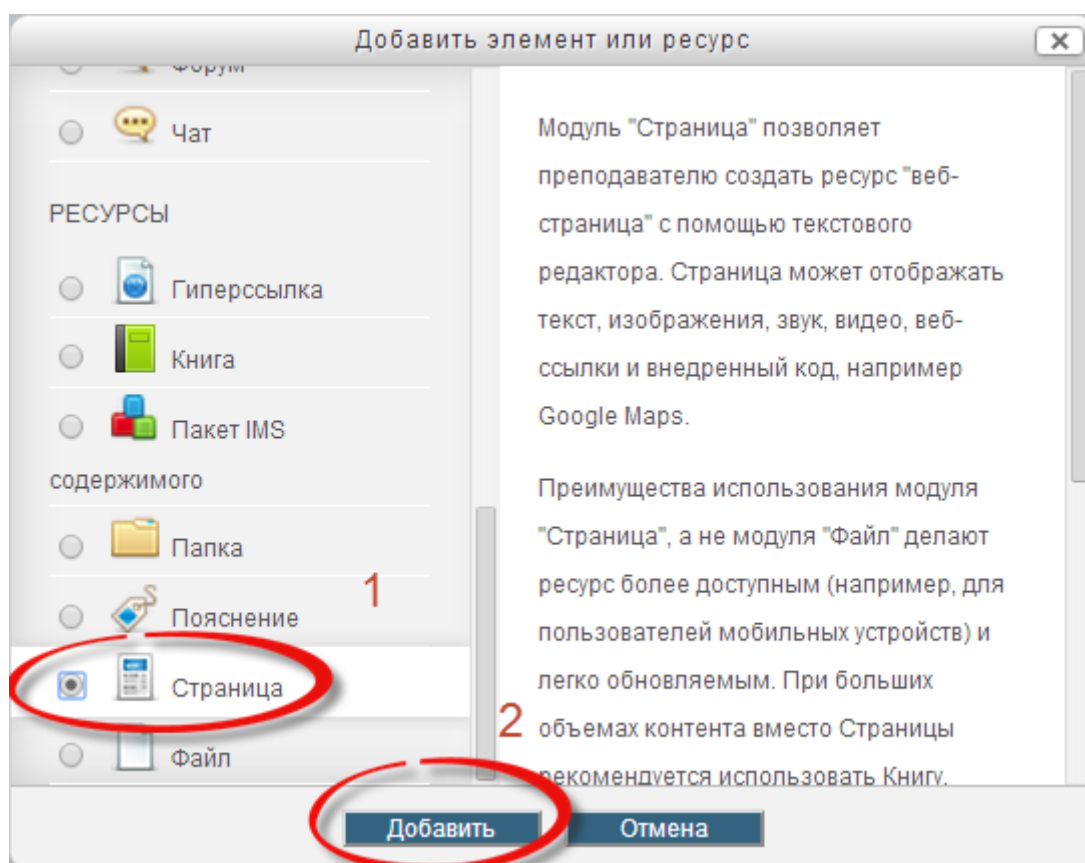 Добавить элемент или ресурс
Форум
Чат
РЕСУРСЫ
Гиперссылка
Книга
Пакет IMS
содержимого
Папка
1
Пояснение
Страница
Файл
Модуль "Страница" позволяет
преподавателю создать ресурс "веб-
страница" с помощью текстового
редактора. Страница может отображать
текст, изображения, звук, видео, веб-
ссылки и внедренный код, например
Google Maps.
Преимущества использования модуля
"Страница", а не модуля "Файл" делают
ресурс более доступным (например, для
пользователей мобильных устройств) и
легко обновляемым. При больших
2
объемах контента вместо Страницы
рекомендуется использовать Книгу.
Добавить
Отмена